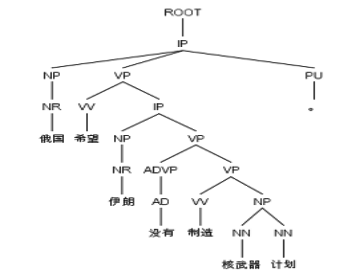 ROOT
IP
NP VP PU
NR VV IP 。
俄国 希望 NP VP
NR ADVP VP
伊朗 AD VV NP
没有 制造 NN NN
核武器 计划